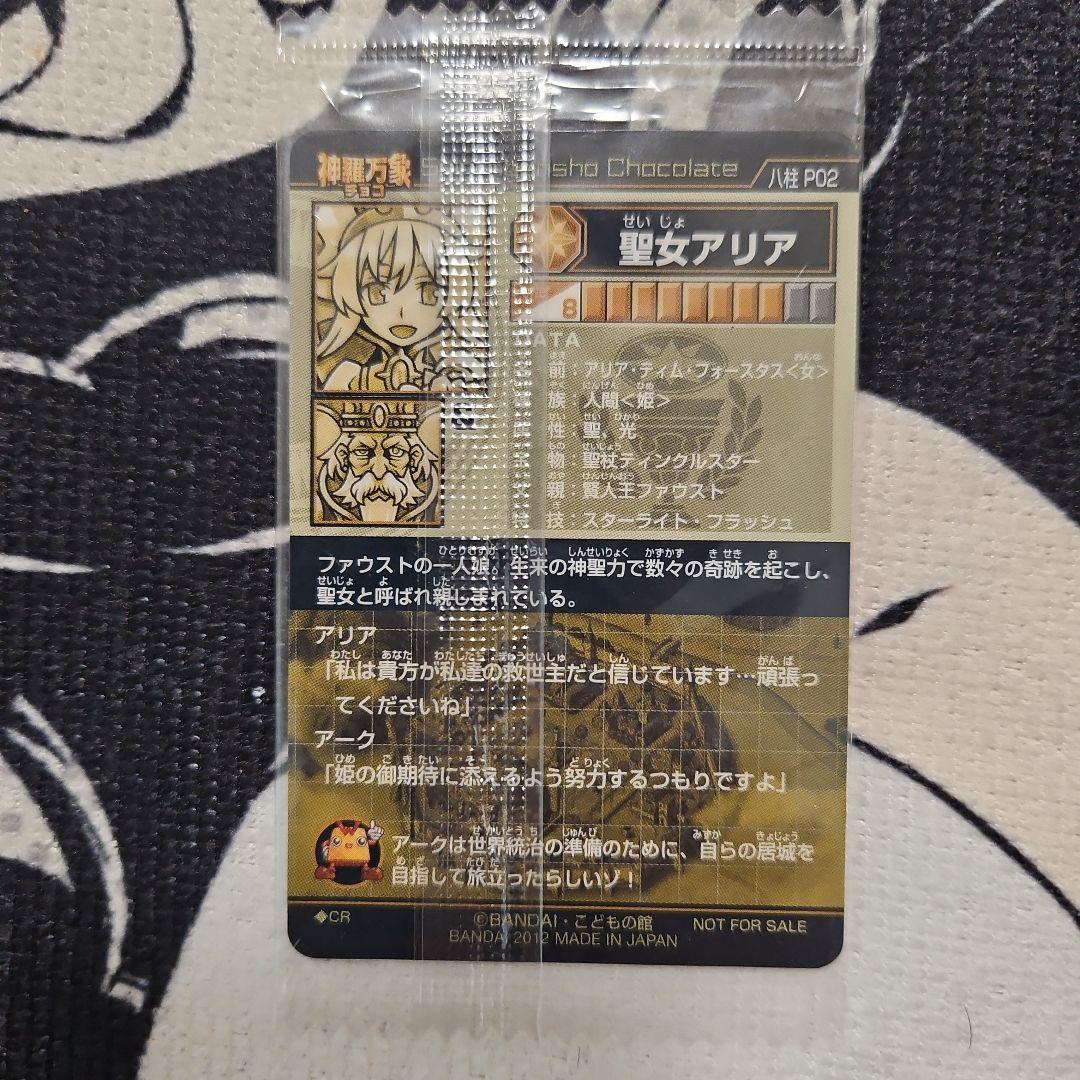 神羅万象
チョコ
sho Chocolate
八柱 P02
せいじょ
聖女アリア
8
ATA
前：アリア・ティム・フォースタス<女>
族：人間<姫>
性：聖,光
物：聖杖ティンクルスター
親：賢人王ファウスト
技：スターライト・フラッシュ
ファウストの一人娘。生来の神聖力で数々の奇跡を起こし、
聖女と呼ばれ親しまれている。
アリア
「私は貴方が私達の救世主だと信じています…頑張っ
てくださいね」
アーク
「姫の御期待に添えるよう努力するつもりですよ」
アークは世界統治の準備のために、自らの居城を
目指して旅立ったらしいゾ！
◆CR
©BANDAI・こどもの館
NOT FOR SALE
BANDAI 2012 MADE IN JAPAN